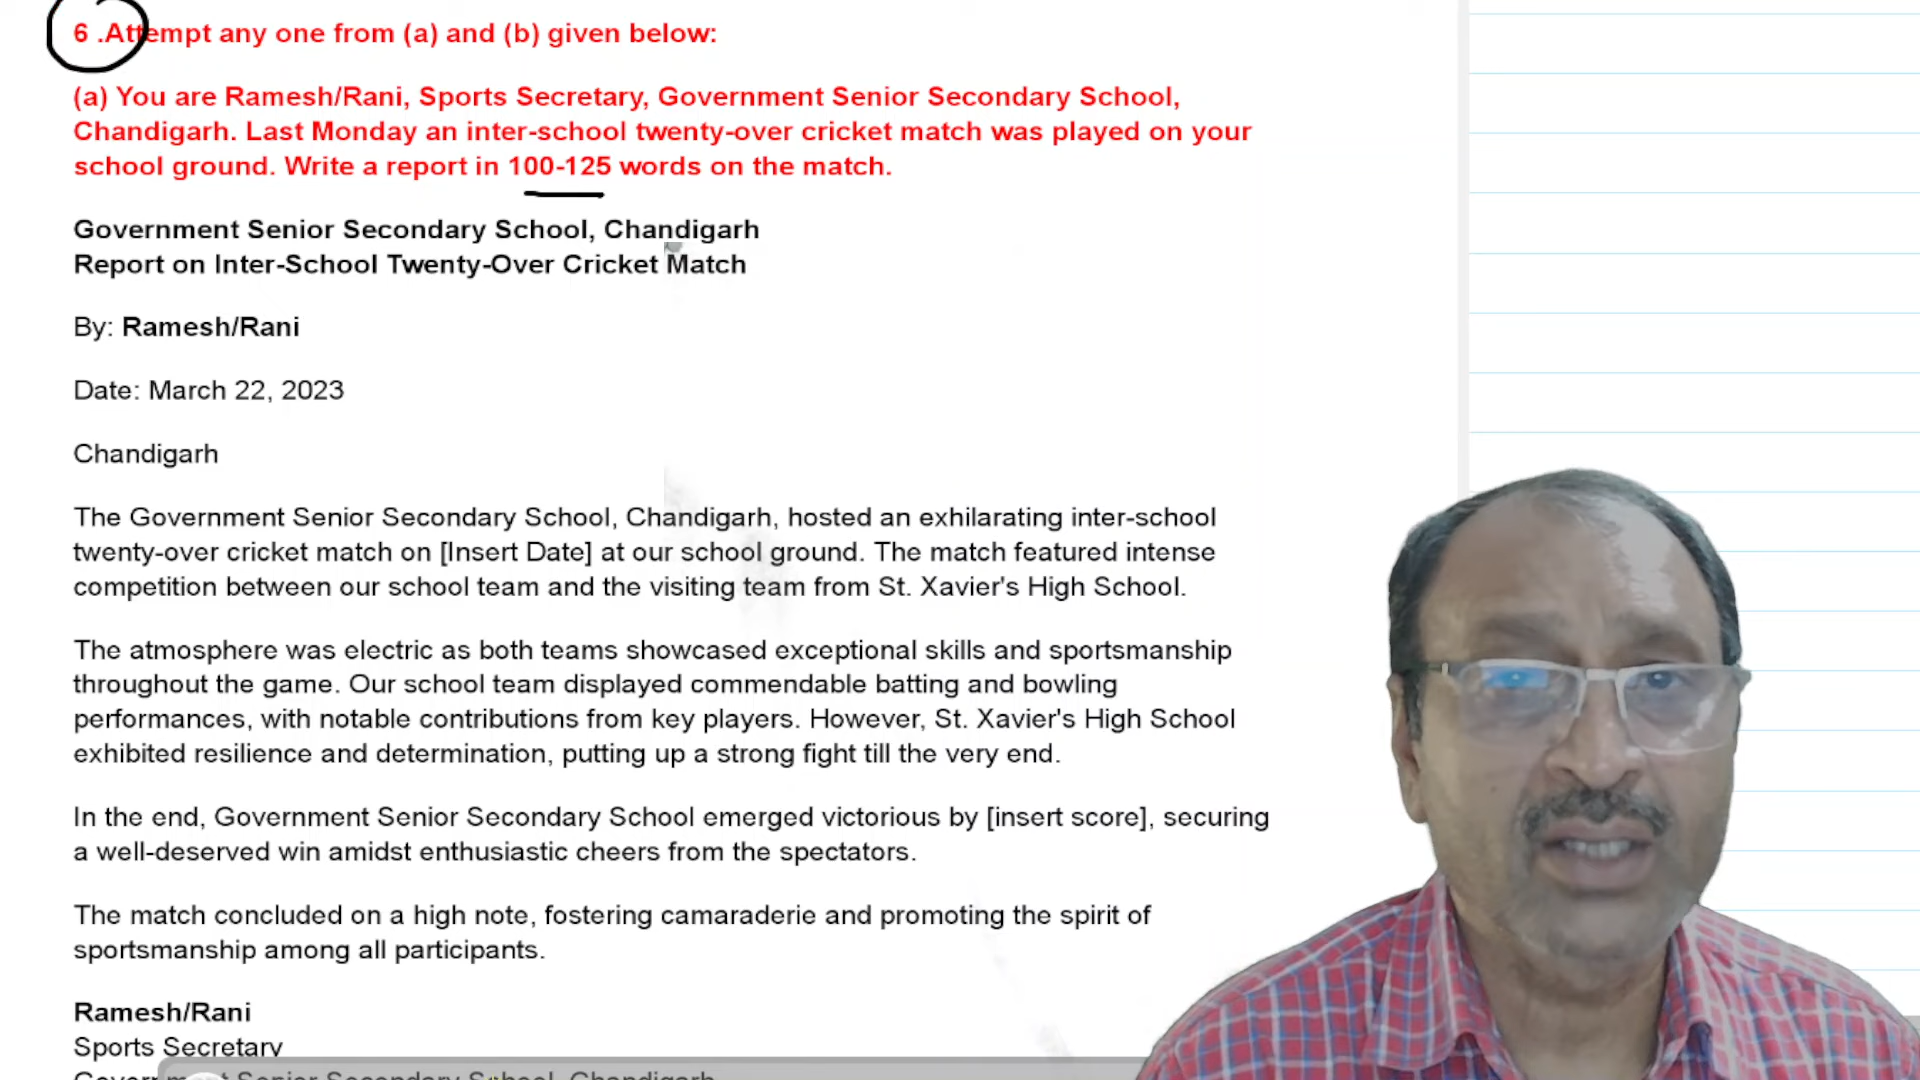 6 .Attempt any one from (a) and (b) given below:
(a) You are Ramesh/Rani, Sports Secretary, Government Senior Secondary School,
Chandigarh. Last Monday an inter-school twenty-over cricket match was played on your
school ground. Write a report in 100-125 words on the match.
Government Senior Secondary School, Chandigarh
Report on Inter-School Twenty-Over Cricket Match
By: Ramesh/Rani
Date: March 22, 2023
Chandigarh
The Government Senior Secondary School, Chandigarh, hosted an exhilarating inter-school
twenty-over cricket match on [Insert Date] at our school ground. The match featured intense
competition between our school team and the visiting team from St. Xavier's High School.
The atmosphere was electric as both teams showcased exceptional skills and sportsmanship
throughout the game. Our school team displayed commendable batting and bowling
performances, with notable contributions from key players. However, St. Xavier's High School
exhibited resilience and determination, putting up a strong fight till the very end.
In the end, Government Senior Secondary School emerged victorious by [insert score], securing
a well-deserved win amidst enthusiastic cheers from the spectators.
The match concluded on a high note, fostering camaraderie and promoting the spirit of
sportsmanship among all participants.
Ramesh/Rani
Sports Secretary
Government Senior Secondary School, Chandigarh